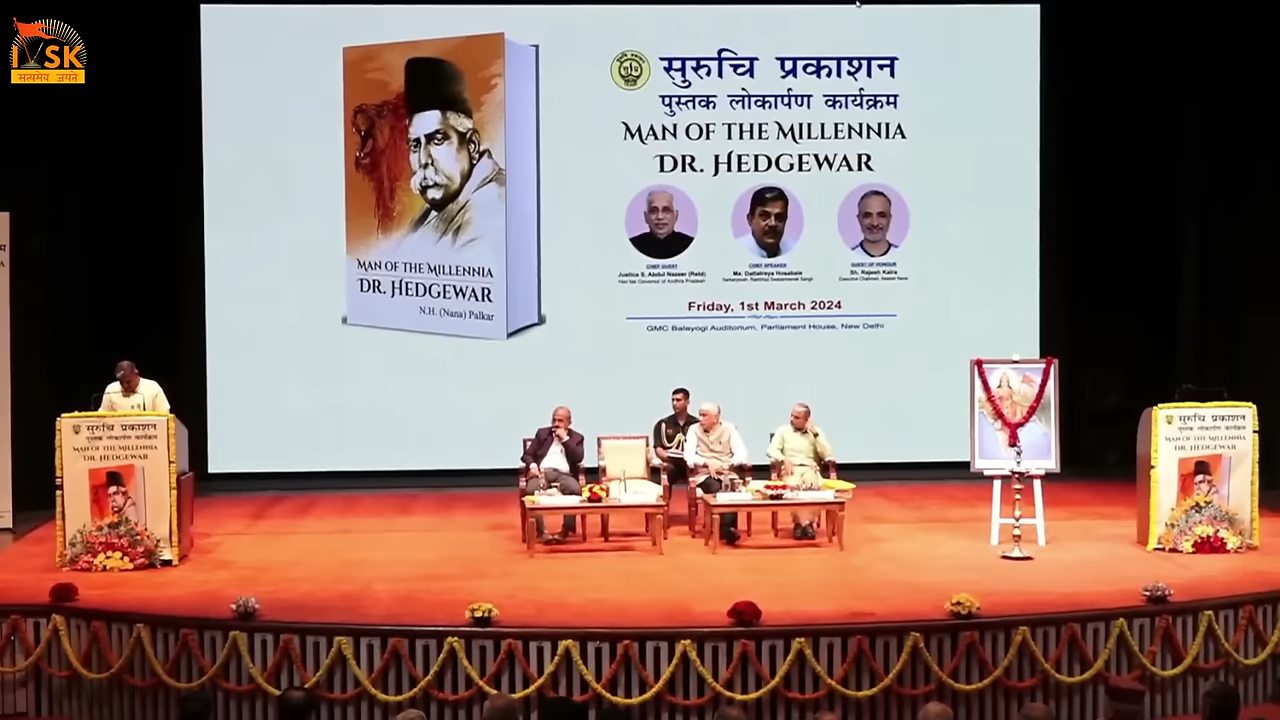 IVSK
सत्यमेव जयते
सुरुचि प्रकाशन
पुस्तक लोकार्पण कार्यक्रम
MAN OF THE MILLENNIA
DR. HEDGEWAR
CHIEF GUEST
Justice S. Abdul Nazeer (Retd)
Hon'ble Governor of Andhra Pradesh
CHIEF SPEAKER
Ma. Dattatreya Hosabale
Sarkaryavah, Rashtriya Swayamsevak Sangh
GUEST OF HONOUR
Sh. Rajesh Kalra
Executive Chairman, Asianet News
Friday, 1st March 2024
GMC Balayogi Auditorium, Parliament House, New Delhi
MAN OF THE MILLENNIA
DR. HEDGEWAR
N.H. (Nana) Palkar
सुरुचि प्रकाशन
पुस्तक लोकार्पण कार्यक्रम
MAN OF THE MILLENNIA
DR. HEDGEWAR
सुरुचि प्रकाशन
पुस्तक लोकार्पण कार्यक्रम
MAN OF THE MILLENNIA
DR. HEDGEWAR